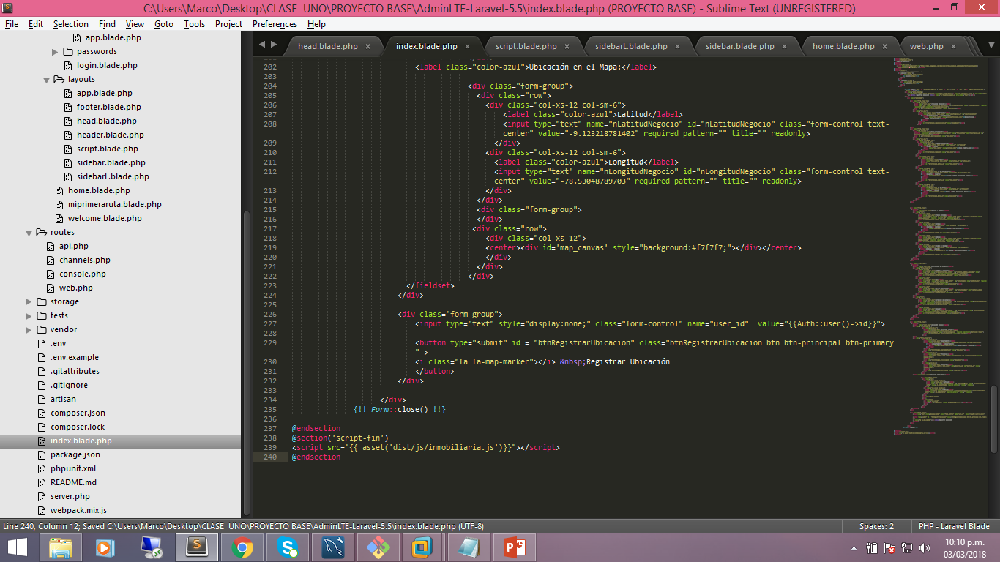 C:\Users\Marco\Desktop\CLASE  UNO\PROYECTO BASE\AdminLTE-Laravel-5.5\index.blade.php (PROYECTO BASE) - Sublime Text (UNREGISTERED)
File Edit Selection Find View Goto Tools Project Preferences Help
app.blade.php
passwords
login.blade.php
layouts
app.blade.php
footer.blade.php
head.blade.php
header.blade.php
script.blade.php
sidebar.blade.php
sidebarL.blade.php
home.blade.php
miprimeraruta.blade.php
welcome.blade.php
routes
api.php
channels.php
console.php
web.php
storage
tests
vendor
.env
.env.example
.gitattributes
.gitignore
artisan
composer.json
composer.lock
index.blade.php
package.json
phpunit.xml
README.md
server.php
webpack.mix.js
head.blade.php × index.blade.php × script.blade.php × sidebarL.blade.php × sidebar.blade.php × home.blade.php × web.php ×
202 <label class="color-azul">Ubicación en el Mapa:</label>
203
204 <div class="form-group">
205 <div class="row">
206 <div class="col-xs-12 col-sm-6">
207 <label class="color-azul">Latitud</label>
208 <input type="text" name="nLatitudNegocio" id="nLatitudNegocio" class="form-control text-
center" value="-9.123218781402" required pattern="" title="" readonly>
209 </div>
210 <div class="col-xs-12 col-sm-6">
211 <label class="color-azul">Longitud</label>
212 <input type="text" name="nLongitudNegocio" id="nLongitudNegocio" class="form-control text-
center" value="-78.53048789703" required pattern="" title="" readonly>
213 </div>
214 </div>
215 <div class="form-group">
216 </div>
217 <div class="row">
218 <div class="col-xs-12">
219 <center><div id='map_canvas' style="background:#f7f7f7;"></div></center>
220 </div>
221 </div>
222 </div>
223 </fieldset>
224 </div>
225
226 <div class="form-group">
227 <input type="text" style="display:none;" class="form-control" name="user_id"  value="{{Auth::user()->id}}">
228
229 <button type="submit" id = "btnRegistrarUbicacion" class="btnRegistrarUbicacion btn btn-principal btn-primary
" >
230 <i class="fa fa-map-marker"></i> &nbsp;Registrar Ubicación
231 </button>
232 </div>
233
234 </div>
235 {!! Form::close() !!}
236
237 @endsection
238 @section('script-fin')
239 <script src="{{ asset('dist/js/inmobiliaria.js')}}"></script>
240 @endsection
Line 240, Column 12; Saved C:\Users\Marco\Desktop\CLASE  UNO\PROYECTO BASE\AdminLTE-Laravel-5.5\index.blade.php (UTF-8) Spaces: 2 PHP - Laravel Blade
10:10 p.m.
03/03/2018